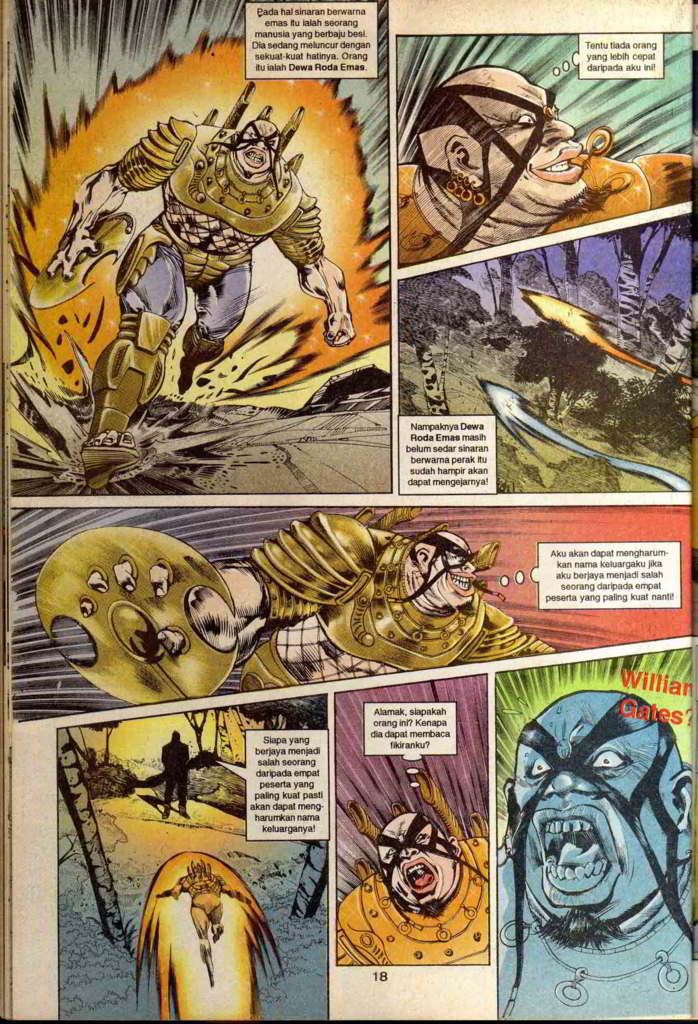 Pada hal sinaran berwarna
emas itu ialah seorang
manusia yang berbaju besi.
Dia sedang meluncur dengan
sekuat-kuat hatinya. Orang
itu ialah Dewa Roda Emas.
Tentu tiada orang
yang lebih cepat
daripada aku ini!
Nampaknya Dewa
Roda Emas masih
belum sedar sinaran
berwarna perak itu
sudah hampir akan
dapat mengejarnya!
Aku akan dapat mengharum-
kan nama keluargaku jika
aku berjaya menjadi salah
seorang daripada empat
peserta yang paling kuat nanti!
Siapa yang
berjaya menjadi
salah seorang
daripada empat
peserta yang
paling kuat pasti
akan dapat meng-
harumkan nama
keluarganya!
Alamak, siapakah
orang ini? Kenapa
dia dapat membaca
fikiranku?
Gates?
18